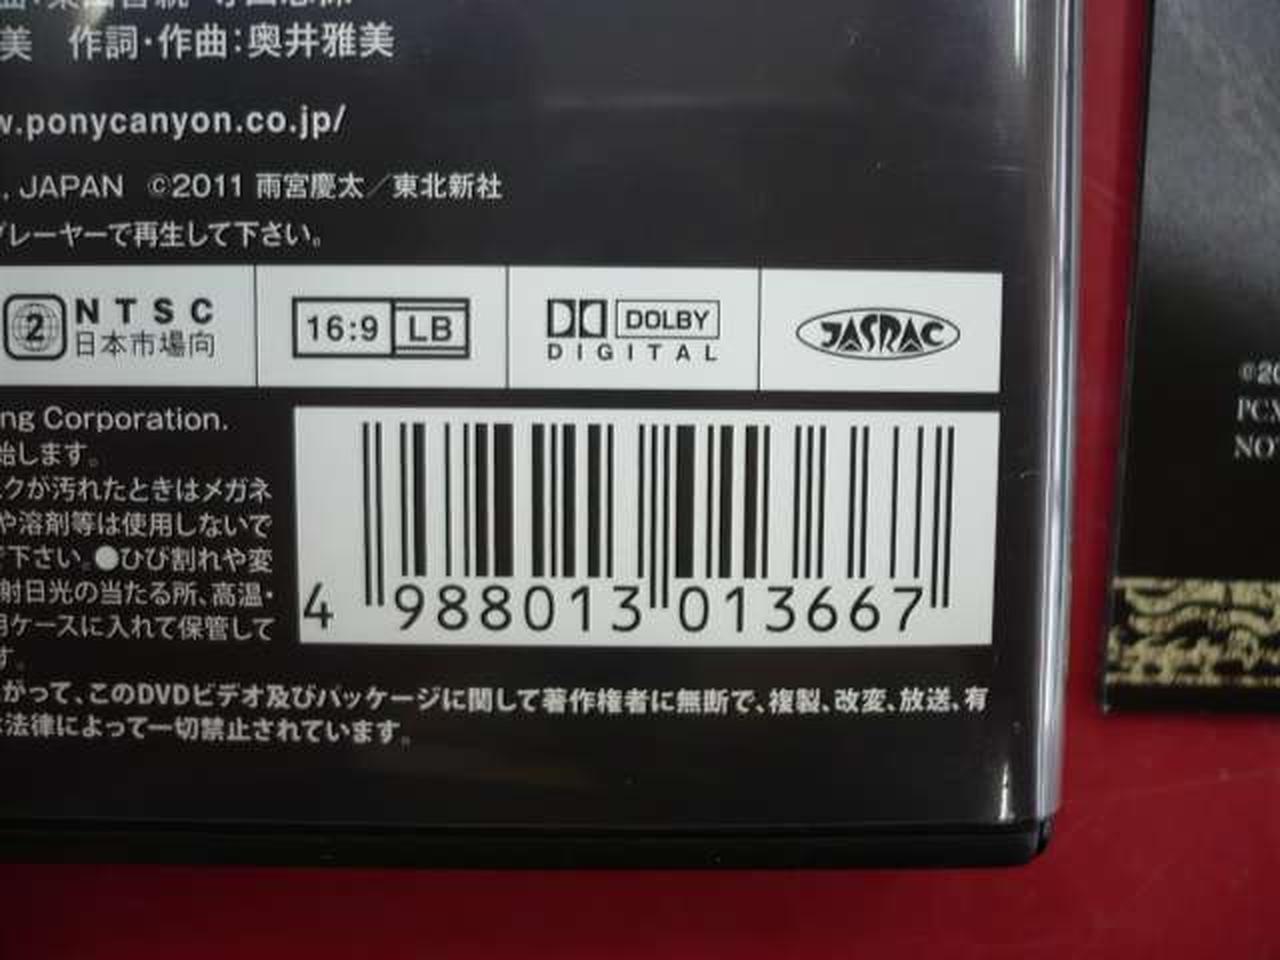 美　作詞・作曲：奥井雅美
w.ponycanyon.co.jp/
., JAPAN ©2011 雨宮慶太／東北新社
プレーヤーで再生して下さい。
2 NTSC
日本市場向
16:9 LB
DOLBY
DIGITAL
JASRAC
ng Corporation.
始します。
クが汚れたときはメガネ
や溶剤等は使用しないで
下さい。●ひび割れや変
射日光の当たる所、高温・
用ケースに入れて保管して
す。
4 988013 013667
がって、このDVDビデオ及びパッケージに関して著作権者に無断で、複製、改変、放送、有
法律によって一切禁止されています。
©20
PC
NO